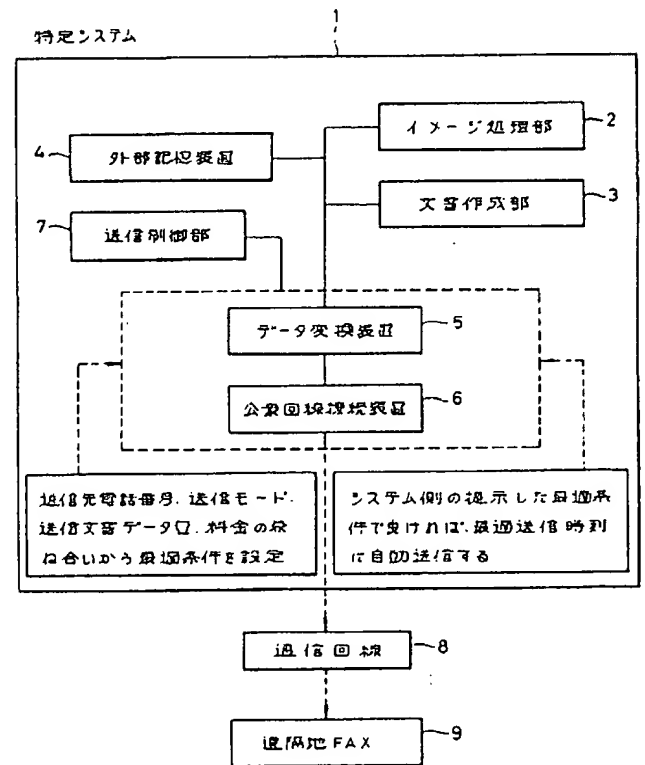 1
特定システム
イメージ処理部
2
4
外部記憶装置
文書作成部
3
7
送信制御部
データ変換装置
5
公衆回線接続装置
6
送信先電話番号、送信モード、
送信文書データ量、料金の兼
ね合いから最適条件を設定
システム側の提示した最適条
件で良ければ、最適送信時刻
に自動送信する
通信回線
8
遠隔地FAX
9